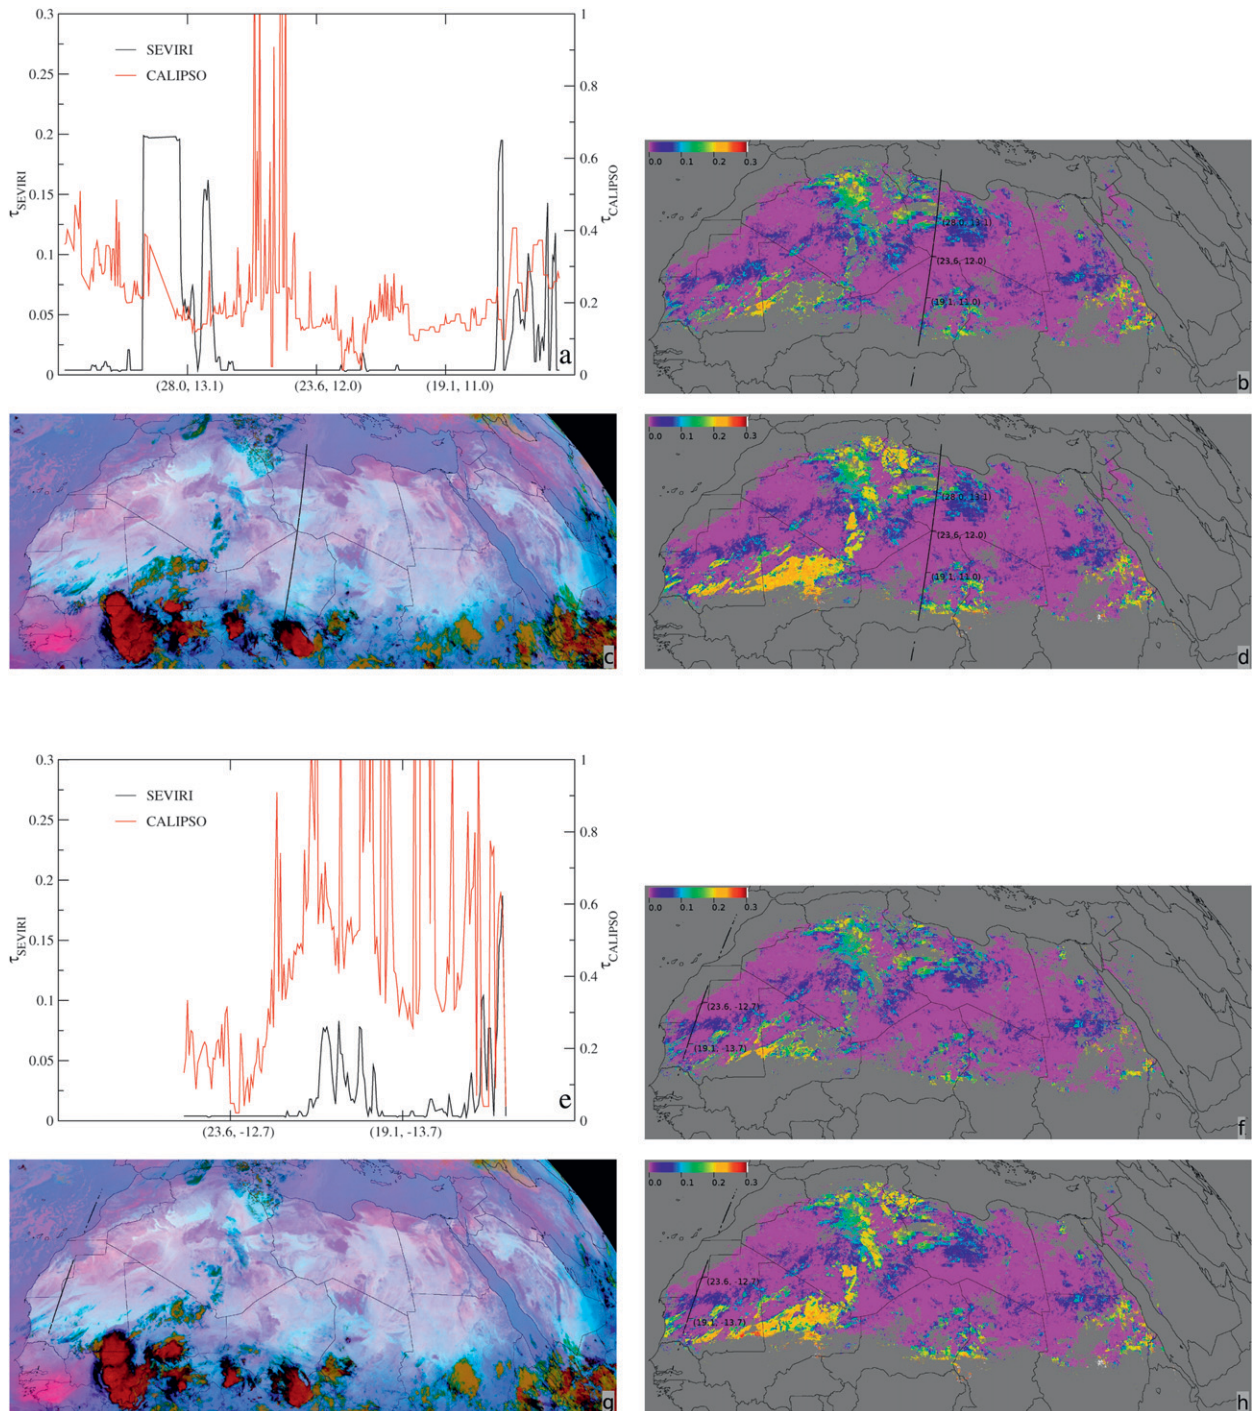 0.3
0.25
0.2
0.15
0.1
0.05
0
1
0.8
0.6
0.4
0.2
0
τSEVIRI
τCALIPSO
SEVIRI
CALIPSO
(28.0, 13.1)
(23.6, 12.0)
(19.1, 11.0)
a
0.0 0.1 0.2 0.3
(28.0, 13.1)
(23.6, 12.0)
(19.1, 11.0)
b
c
0.0 0.1 0.2 0.3
(28.0, 13.1)
(23.6, 12.0)
(19.1, 11.0)
d
0.3
0.25
0.2
0.15
0.1
0.05
0
1
0.8
0.6
0.4
0.2
0
τSEVIRI
τCALIPSO
SEVIRI
CALIPSO
(23.6, -12.7)
(19.1, -13.7)
e
0.0 0.1 0.2 0.3
(23.6, -12.7)
(19.1, -13.7)
f
g
0.0 0.1 0.2 0.3
(23.6, -12.7)
(19.1, -13.7)
h